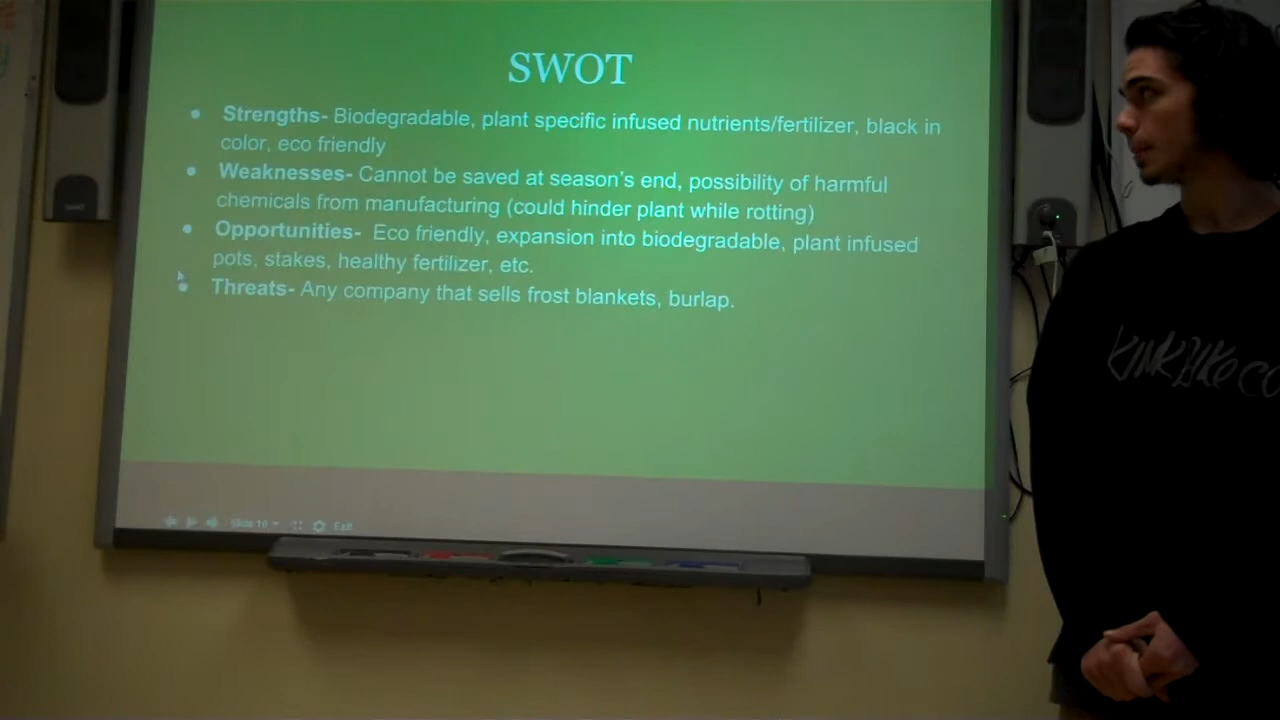 SWOT
● Strengths- Biodegradable, plant specific infused nutrients/fertilizer, black in
color, eco friendly
● Weaknesses- Cannot be saved at season's end, possibility of harmful
chemicals from manufacturing (could hinder plant while rotting)
● Opportunities- Eco friendly, expansion into biodegradable, plant infused
pots, stakes, healthy fertilizer, etc.
● Threats- Any company that sells frost blankets, burlap.
Slide 10
Exit